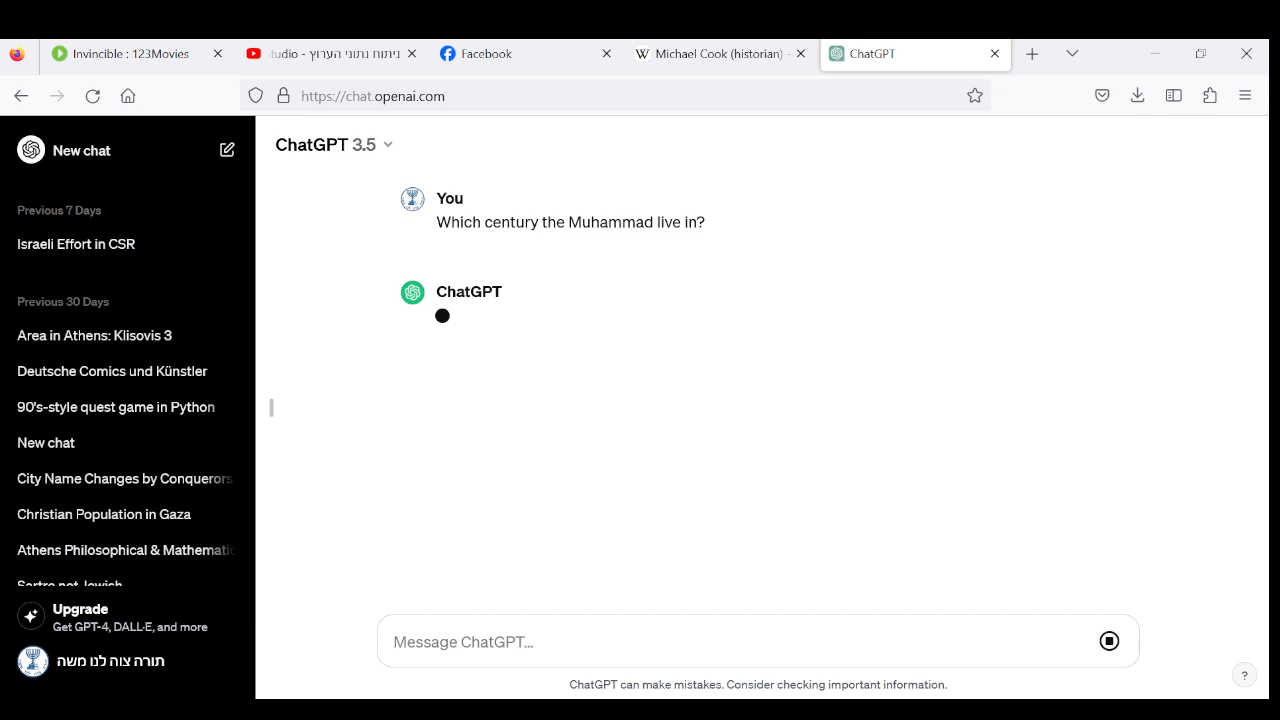 Invincible : 123Movies
tudio - ניתוח נתוני הערוץ
Facebook
Michael Cook (historian) -
ChatGPT
https://chat.openai.com
New chat
ChatGPT 3.5
Previous 7 Days
Israeli Effort in CSR
Previous 30 Days
Area in Athens: Klisovis 3
Deutsche Comics und Künstler
90's-style quest game in Python
New chat
City Name Changes by Conquerors
Christian Population in Gaza
Athens Philosophical & Mathematic
Sartre not Jewish
Upgrade
Get GPT-4, DALL·E, and more
תורה צוה לנו משה
You
Which century the Muhammad live in?
ChatGPT
Message ChatGPT…
ChatGPT can make mistakes. Consider checking important information.
?